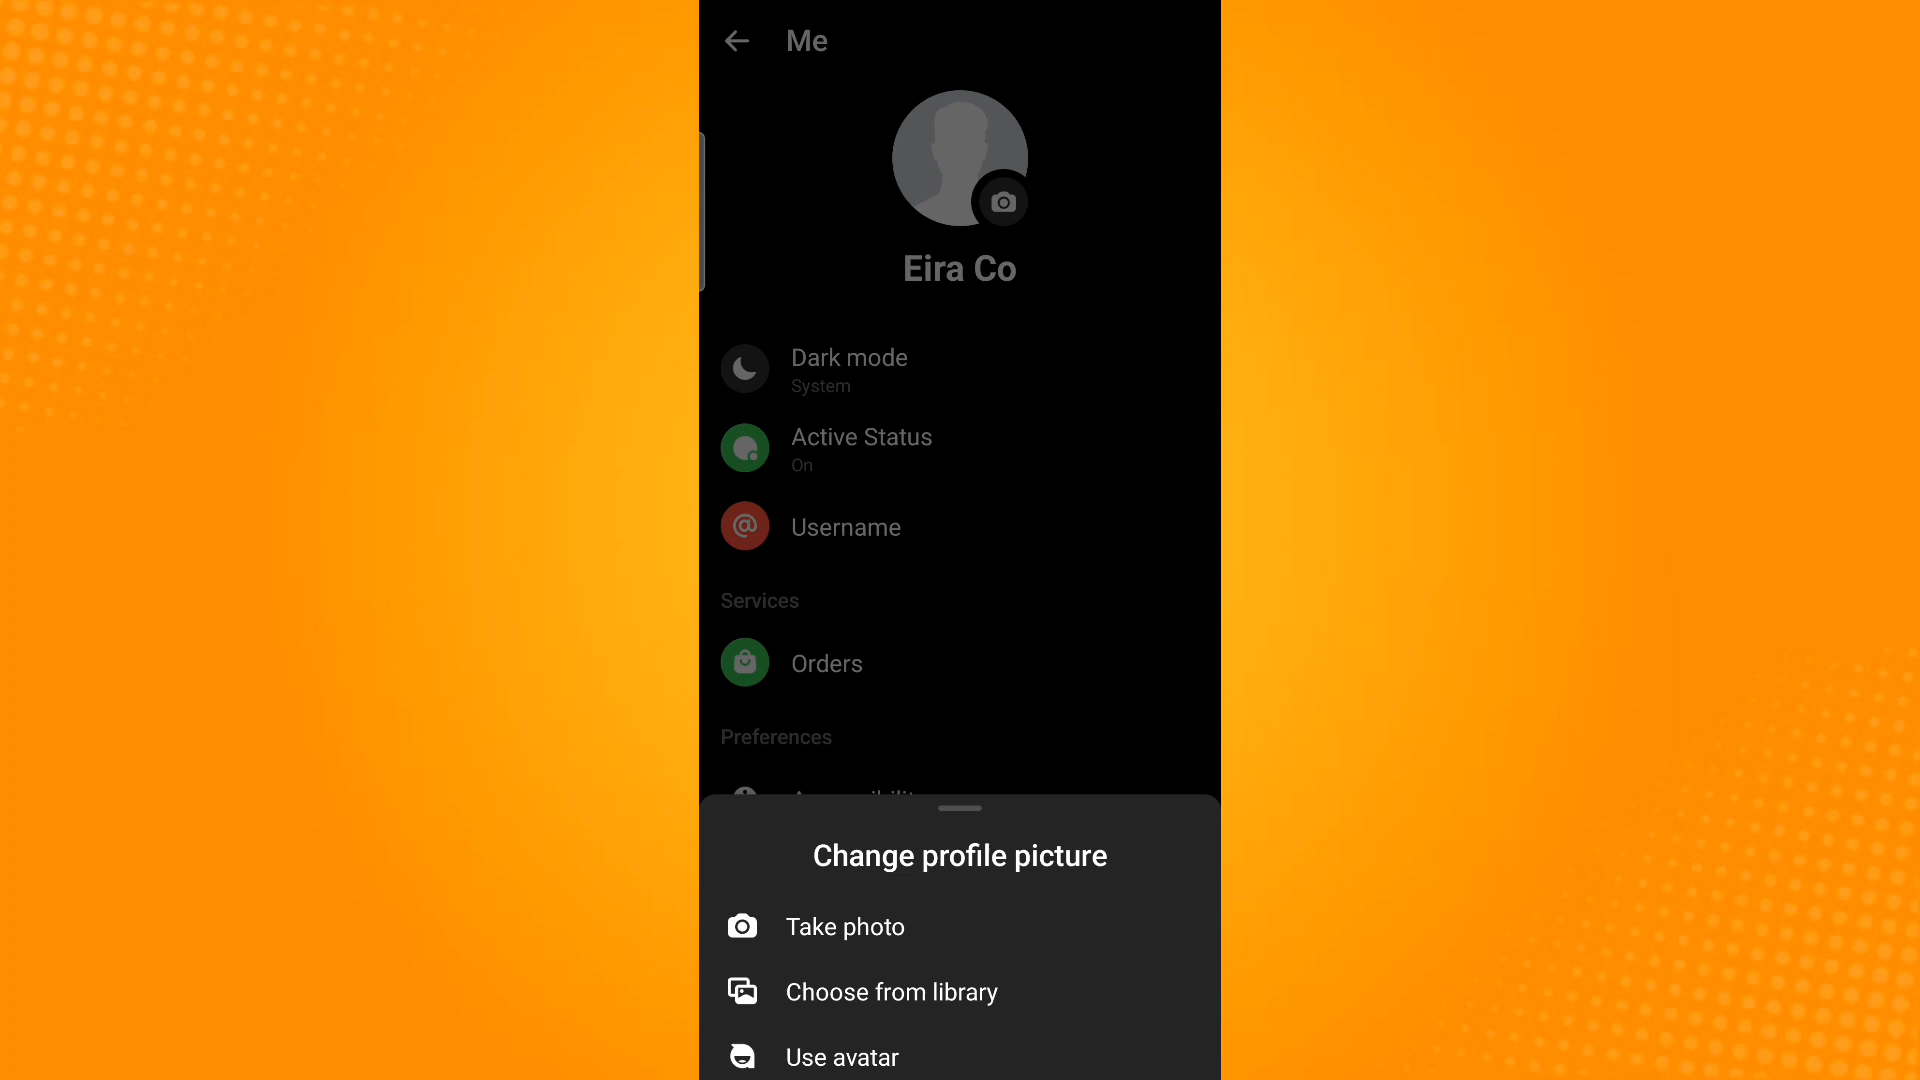 Me
Eira Co
Dark mode
System
Active Status
On
Username
Services
Orders
Preferences
Change profile picture
Take photo
Choose from library
Use avatar